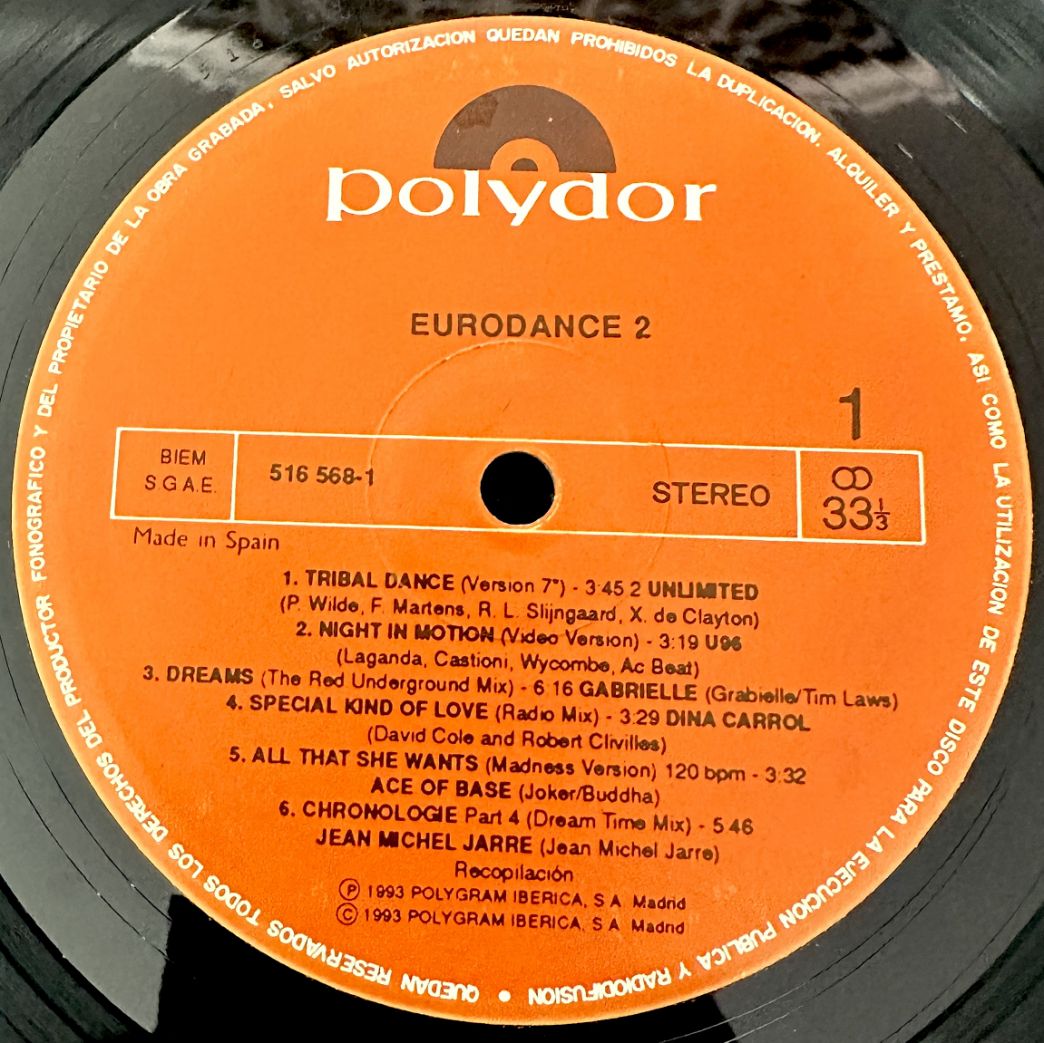 QUEDAN RESERVADOS TODOS LOS DERECHOS DEL PRODUCTOR FONOGRAFICO Y DEL PROPIETARIO DE LA OBRA GRABADA, SALVO AUTORIZACION QUEDAN PROHIBIDOS LA DUPLICACION, ALQUILER Y PRESTAMO, ASI COMO LA UTILIZACION DE ESTE DISCO PARA LA EJECUCION PUBLICA Y RADIODIFUSION •
polydor
EURODANCE 2
1
BIEM
S G A.E.
516 568-1
STEREO
33 1/3
Made in Spain
1. TRIBAL DANCE (Version 7") - 3:45 2 UNLIMITED
(P. Wilde, F. Martens, R. L. Slijngaard, X. de Clayton)
2. NIGHT IN MOTION (Video Version) - 3:19 U96
(Laganda, Castioni, Wycombe, Ac Beat)
3. DREAMS (The Red Underground Mix) - 6:16 GABRIELLE (Grabielle/Tim Laws)
4. SPECIAL KIND OF LOVE (Radio Mix) - 3:29 DINA CARROL
(David Cole and Robert Clivilles)
5. ALL THAT SHE WANTS (Madness Version) 120 bpm - 3:32
ACE OF BASE (Joker/Buddha)
6. CHRONOLOGIE Part 4 (Dream Time Mix) - 5 46
JEAN MICHEL JARRE (Jean Michel Jarre)
Recopilación
Ⓟ 1993 POLYGRAM IBERICA, S A. Madrid
© 1993 POLYGRAM IBERICA, S A. Madrid